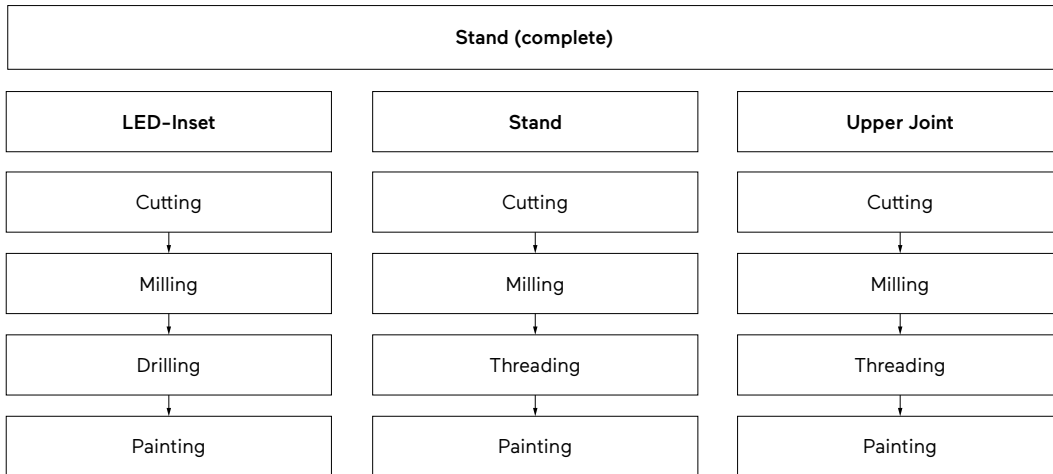 Stand (complete)
LED-Inset
Stand
Upper Joint
Cutting
Cutting
Cutting
Milling
Milling
Milling
Drilling
Threading
Threading
Painting
Painting
Painting